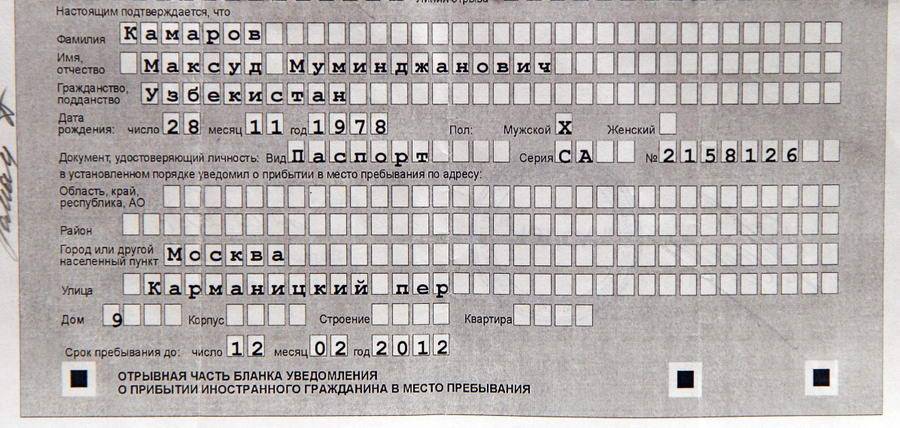 Линия отрыва
Настоящим подтверждается, что
Фамилия Камаров
Имя, отчество Максуд Муминджанович
Гражданство, подданство Узбекистан
Дата рождения: число 28 месяц 11 год 1978 Пол: Мужской X Женский
Документ, удостоверяющий личность: Вид Паспорт Серия СА № 2158126
в установленном порядке уведомил о прибытии в место пребывания по адресу:
Область, край, республика, АО
Район
Город или другой населенный пункт Москва
Улица Карманицкий пер
Дом 9 Корпус Строение Квартира
Срок пребывания до: число 12 месяц 02 год 2012
ОТРЫВНАЯ ЧАСТЬ БЛАНКА УВЕДОМЛЕНИЯ
О ПРИБЫТИИ ИНОСТРАННОГО ГРАЖДАНИНА В МЕСТО ПРЕБЫВАНИЯ